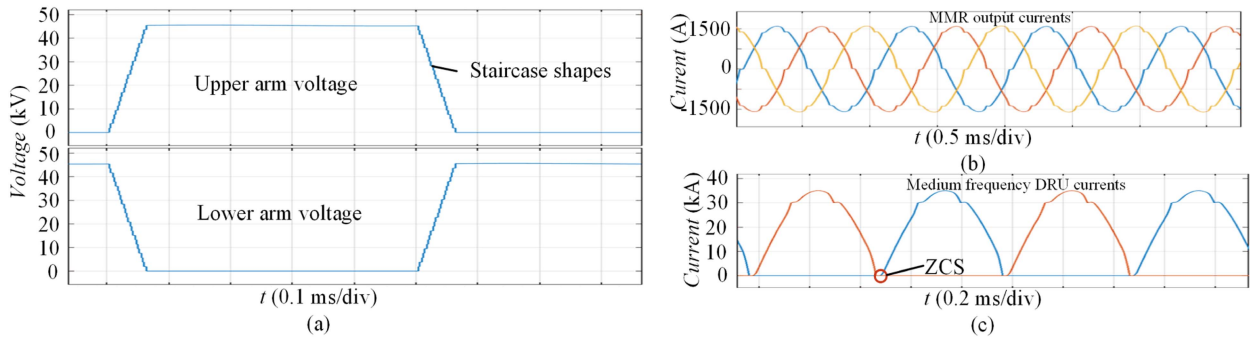 50
40
30
20
10
0
Upper arm voltage
Staircase shapes
Voltage (kV)
50
40
30
20
10
0
Lower arm voltage
t (0.1 ms/div)
(a)
MMR output currents
Current (A)
1500
0
-1500
t (0.5 ms/div)
(b)
Medium frequency DRU currents
Current (kA)
40
30
20
10
0
ZCS
t (0.2 ms/div)
(c)